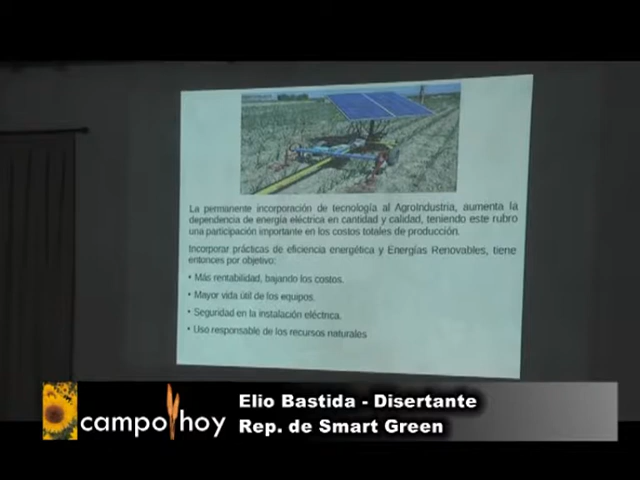 La permanente incorporación de tecnología al AgroIndustria, aumenta la
dependencia de energía eléctrica en cantidad y calidad, teniendo este rubro
una participación importante en los costos totales de producción.
Incorporar prácticas de eficiencia energética y Energías Renovables, tiene
entonces por objetivo:
• Más rentabilidad, bajando los costos.
• Mayor vida útil de los equipos.
• Seguridad en la instalación eléctrica.
• Uso responsable de los recursos naturales
campo hoy
Elio Bastida - Disertante
Rep. de Smart Green